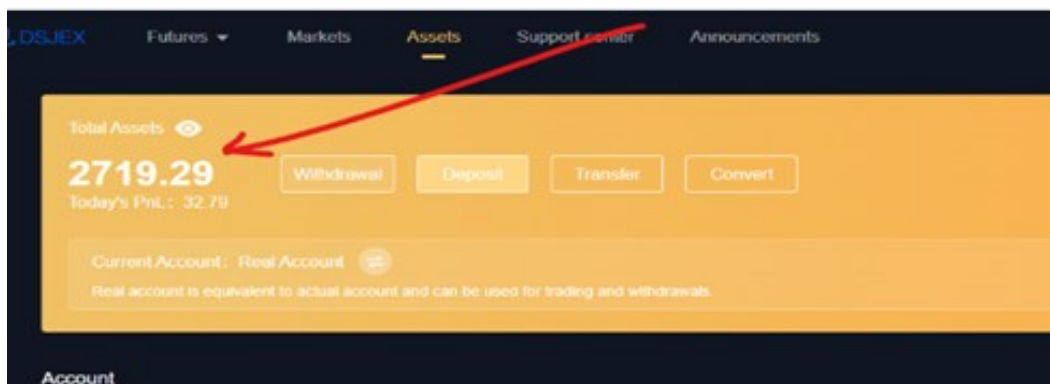 DSJEX Futures Markets Assets Support center Announcements
Total Assets
2719.29 Withdrawal Deposit Transfer Convert
Today's PnL: 32.79
Current Account: Real Account
Real account is equivalent to actual account and can be used for trading and withdrawals.
Account